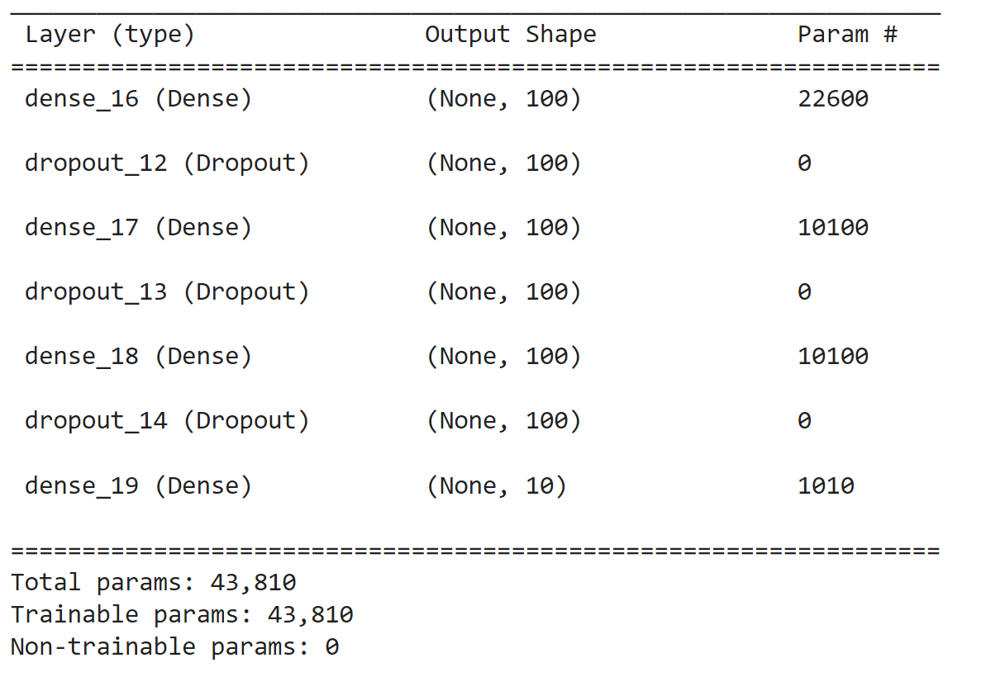 _________________________________________________________________
Layer (type) Output Shape Param #
=================================================================
dense_16 (Dense) (None, 100) 22600
dropout_12 (Dropout) (None, 100) 0
dense_17 (Dense) (None, 100) 10100
dropout_13 (Dropout) (None, 100) 0
dense_18 (Dense) (None, 100) 10100
dropout_14 (Dropout) (None, 100) 0
dense_19 (Dense) (None, 10) 1010
=================================================================
Total params: 43,810
Trainable params: 43,810
Non-trainable params: 0